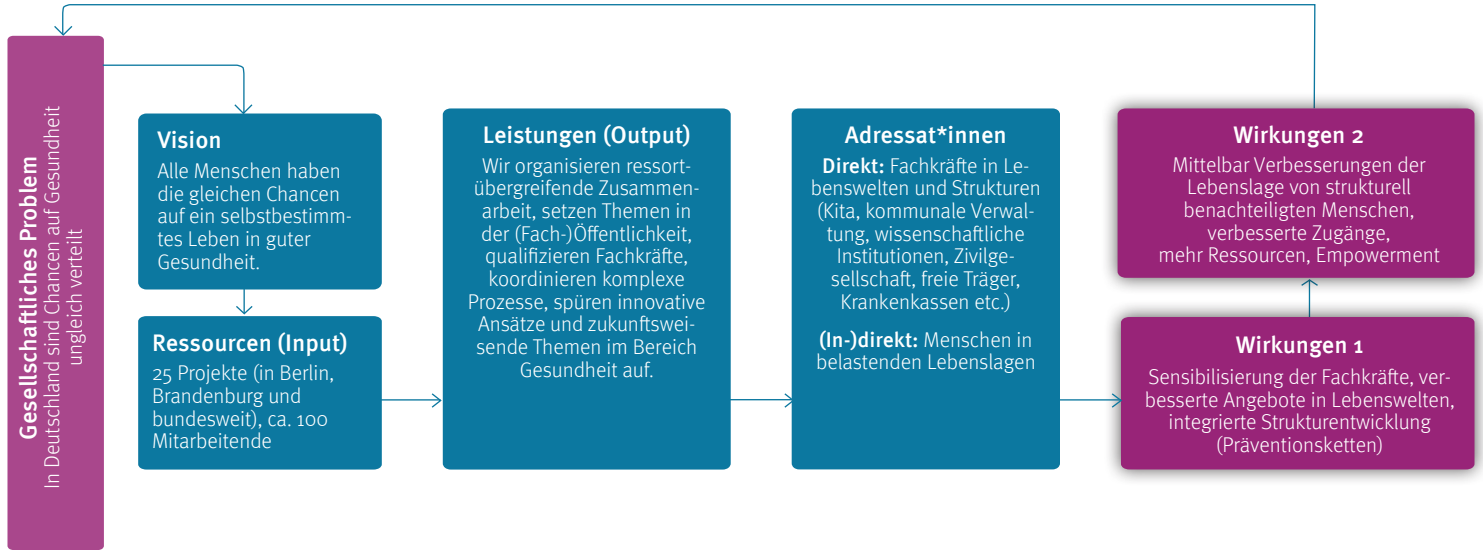 Gesellschaftliches Problem
In Deutschland sind Chancen auf Gesundheit
ungleich verteilt
Vision
Alle Menschen haben
die gleichen Chancen
auf ein selbstbestimm-
tes Leben in guter
Gesundheit.
Ressourcen (Input)
25 Projekte (in Berlin,
Brandenburg und
bundesweit), ca. 100
Mitarbeitende
Leistungen (Output)
Wir organisieren ressort-
übergreifende Zusammen-
arbeit, setzen Themen in
der (Fach-)Öffentlichkeit,
qualifizieren Fachkräfte,
koordinieren komplexe
Prozesse, spüren innovative
Ansätze und zukunftswei-
sende Themen im Bereich
Gesundheit auf.
Adressat*innen
Direkt: Fachkräfte in Le-
benswelten und Strukturen
(Kita, kommunale Verwal-
tung, wissenschaftliche
Institutionen, Zivilge-
sellschaft, freie Träger,
Krankenkassen etc.)
(In-)direkt: Menschen in
belastenden Lebenslagen
Wirkungen 2
Mittelbar Verbesserungen der
Lebenslage von strukturell
benachteiligten Menschen,
verbesserte Zugänge,
mehr Ressourcen, Empowerment
Wirkungen 1
Sensibilisierung der Fachkräfte, ver-
besserte Angebote in Lebenswelten,
integrierte Strukturentwicklung
(Präventionsketten)